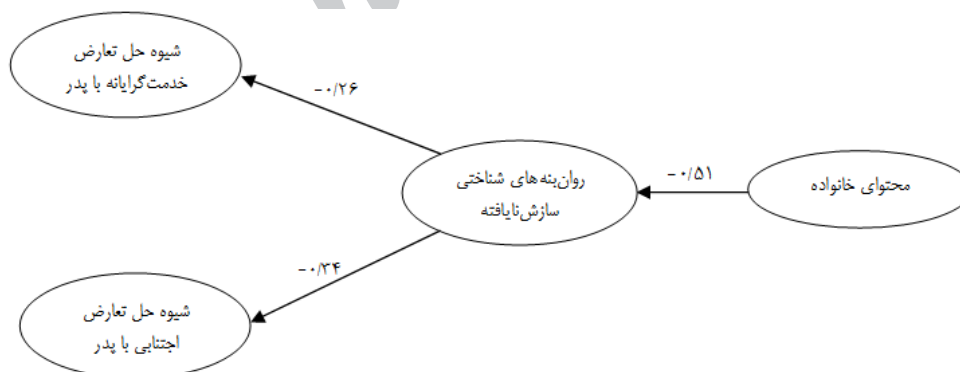 شیوه حل تعارض
خدمت‌گرایانه با پدر
-۰/۲۶
روان‌بنه‌های شناختی
سازش‌نایافته
-۰/۵۱
محتوای خانواده
-۰/۳۴
شیوه حل تعارض
اجتنابی با پدر